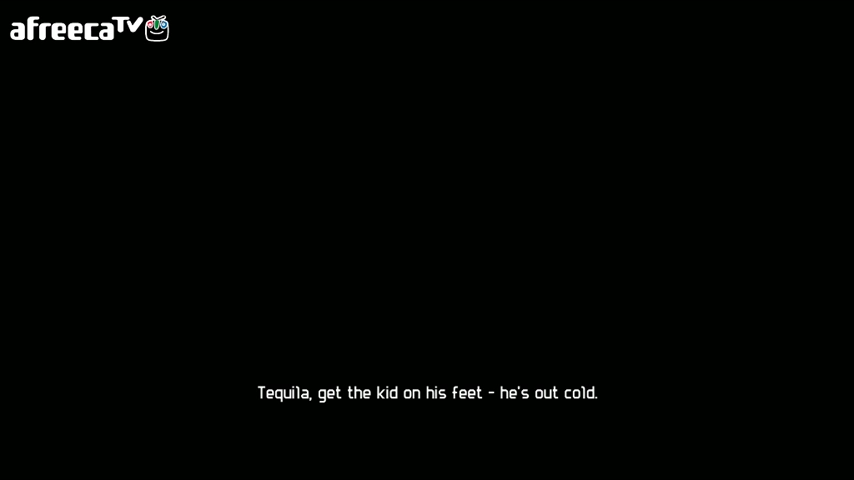 afreecaTV
Tequila, get the kid on his feet - he's out cold.